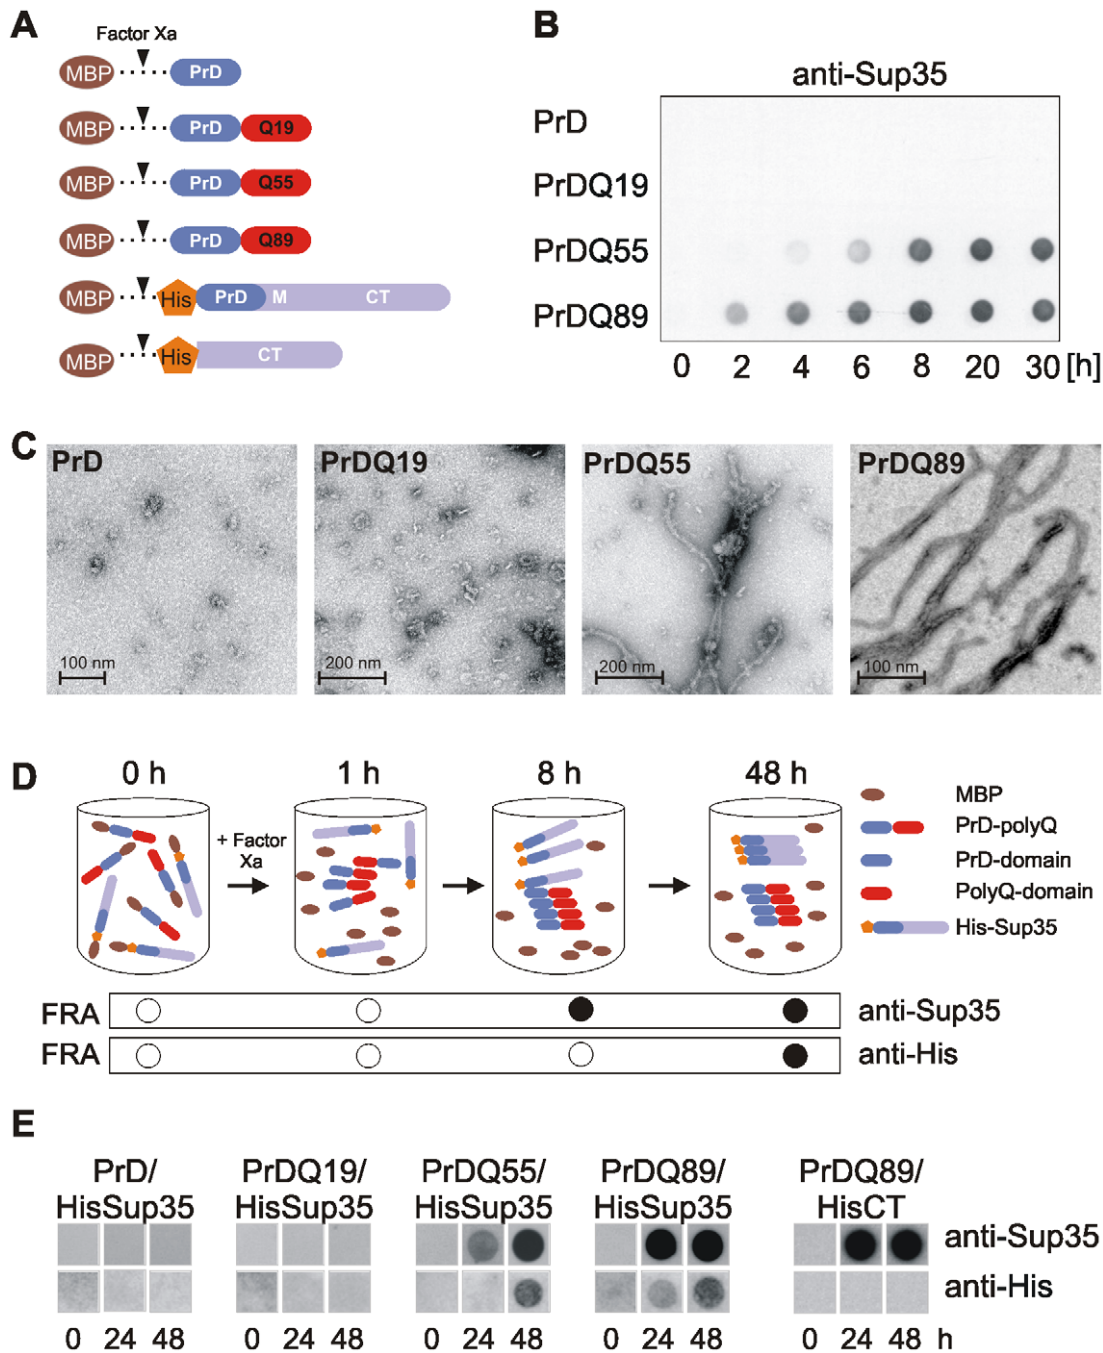 A
Factor Xa
MBP PrD
MBP PrD Q19
MBP PrD Q55
MBP PrD Q89
MBP His PrD M CT
MBP His CT
B
anti-Sup35
PrD
PrDQ19
PrDQ55
PrDQ89
0 2 4 6 8 20 30 [h]
C
PrD
100 nm
PrDQ19
200 nm
PrDQ55
200 nm
PrDQ89
100 nm
D
0 h 1 h 8 h 48 h
+ Factor
Xa
MBP
PrD-polyQ
PrD-domain
PolyQ-domain
His-Sup35
FRA anti-Sup35
FRA anti-His
E
PrD/
HisSup35
PrDQ19/
HisSup35
PrDQ55/
HisSup35
PrDQ89/
HisSup35
PrDQ89/
HisCT
anti-Sup35
anti-His
0 24 48 0 24 48 0 24 48 0 24 48 0 24 48 h